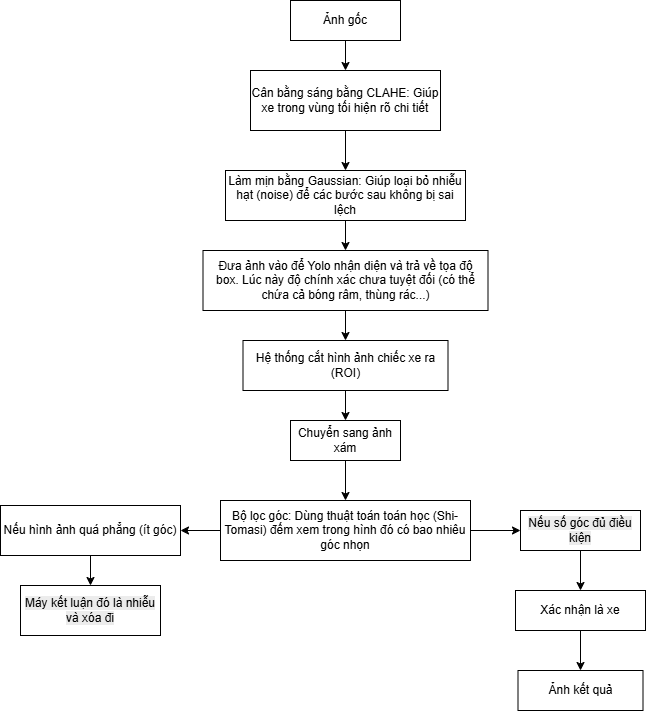 Ảnh gốc
Cân bằng sáng bằng CLAHE: Giúp
xe trong vùng tối hiện rõ chi tiết
Làm mịn bằng Gaussian: Giúp loại bỏ nhiễu
hạt (noise) để các bước sau không bị sai
lệch
Đưa ảnh vào để Yolo nhận diện và trả về tọa độ
box. Lúc này độ chính xác chưa tuyệt đối (có thể
chứa cả bóng râm, thùng rác...)
Hệ thống cắt hình ảnh chiếc xe ra
(ROI)
Chuyển sang ảnh
xám
Bộ lọc góc: Dùng thuật toán toán học (Shi-
Tomasi) đếm xem trong hình đó có bao nhiêu
góc nhọn
Nếu hình ảnh quá phẳng (ít góc)
Máy kết luận đó là nhiễu
và xóa đi
Nếu số góc đủ điều
kiện
Xác nhận là xe
Ảnh kết quả